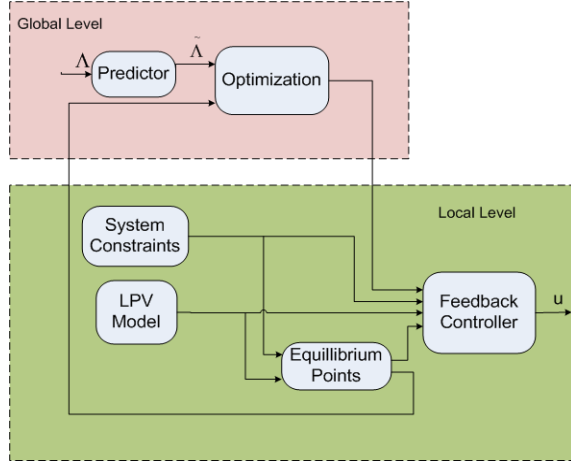 Global Level
Λ
Predictor
Λ̃
Optimization
Local Level
System
Constraints
LPV
Model
Equillibrium
Points
Feedback
Controller
u